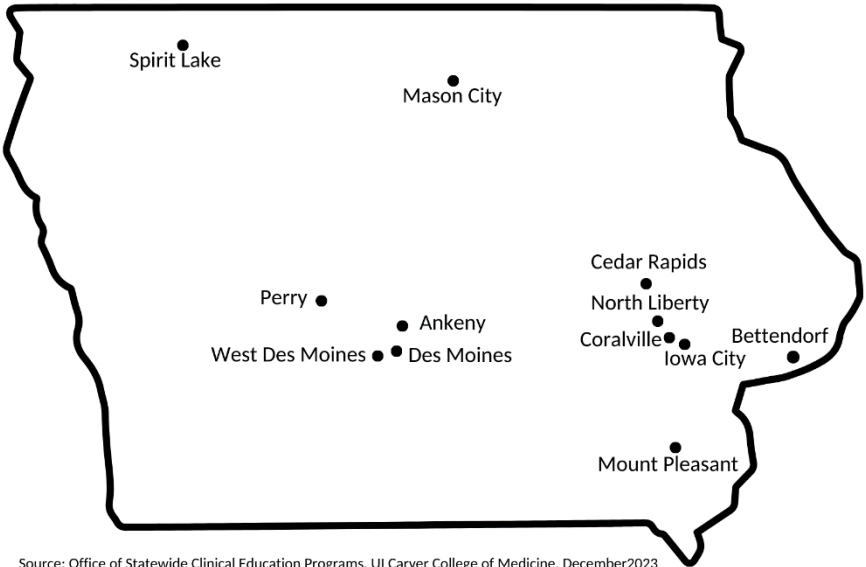 Spirit Lake
Mason City
Cedar Rapids
Perry
North Liberty
Ankeny
Coralville
Bettendorf
West Des Moines
Des Moines
Iowa City
Mount Pleasant
Source: Office of Statewide Clinical Education Programs, UI Carver College of Medicine, December2023